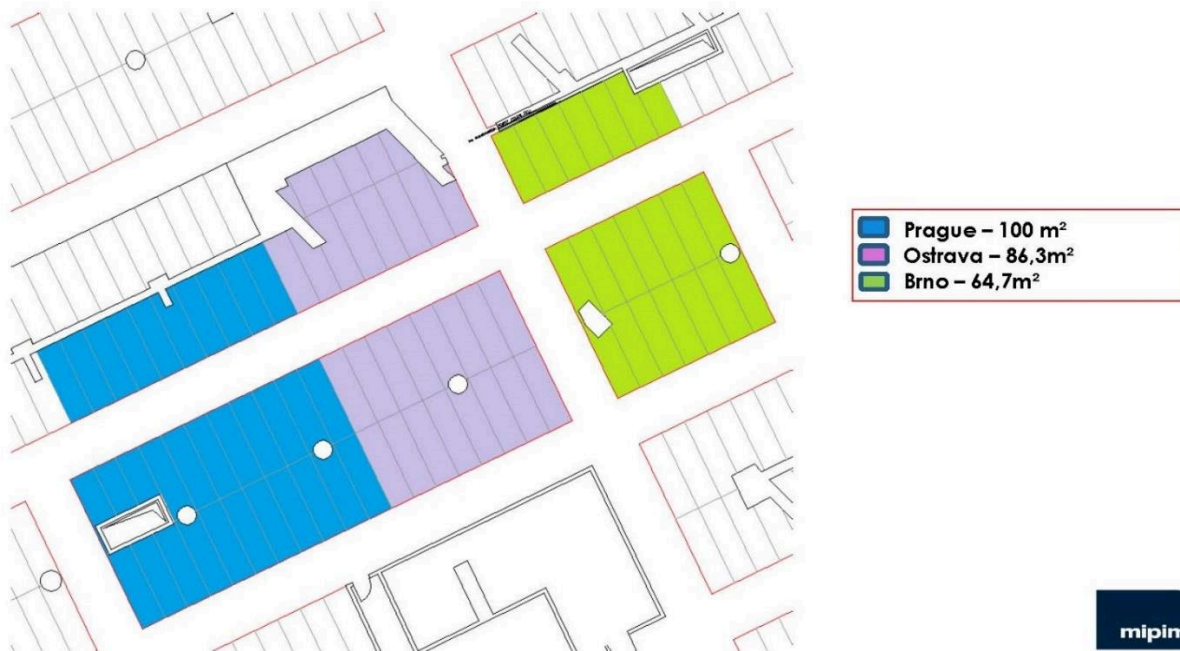 Prague – 100 m²
Ostrava – 86,3m²
Brno – 64,7m²
mipim